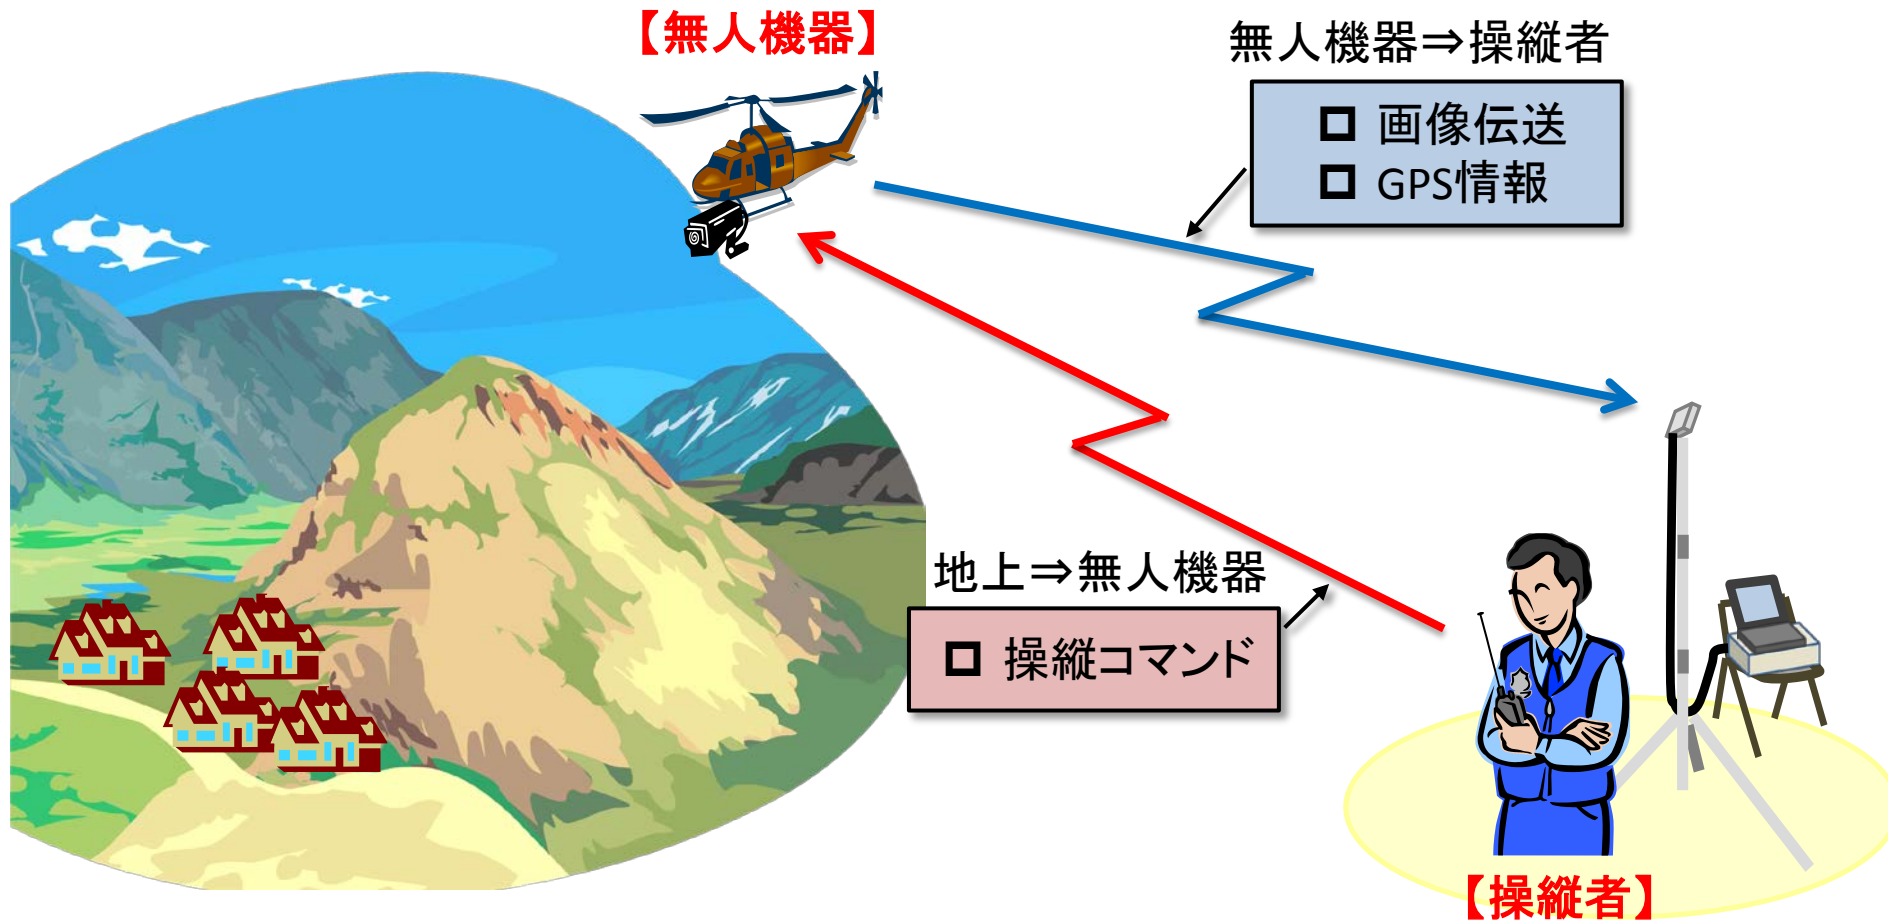 【無人機器】
無人機器⇒操縦者
画像伝送
GPS情報
地上⇒無人機器
操縦コマンド
【操縦者】